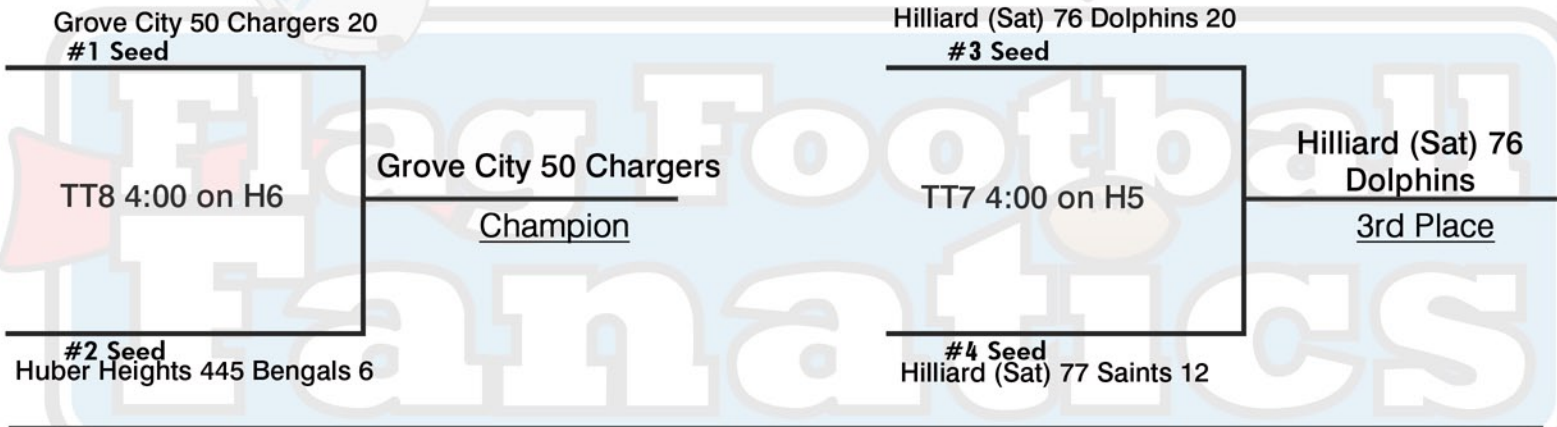 Grove City 50 Chargers 20
#1 Seed
TT8 4:00 on H6
Grove City 50 Chargers
Champion
#2 Seed
Huber Heights 445 Bengals 6
Hilliard (Sat) 76 Dolphins 20
#3 Seed
TT7 4:00 on H5
Hilliard (Sat) 76
Dolphins
3rd Place
#4 Seed
Hilliard (Sat) 77 Saints 12
Flag Football
Fanatics